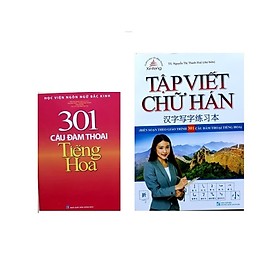 HỌC VIỆN NGÔN NGỮ BẮC KINH
301
CÂU ĐÀM THOẠI
Tiếng Hoa
TẬP VIẾT
CHỮ HÁN
汉字写字练习本
BIÊN SOẠN THEO GIÁO TRÌNH 301 CÂU ĐÀM THOẠI TIẾNG HOA